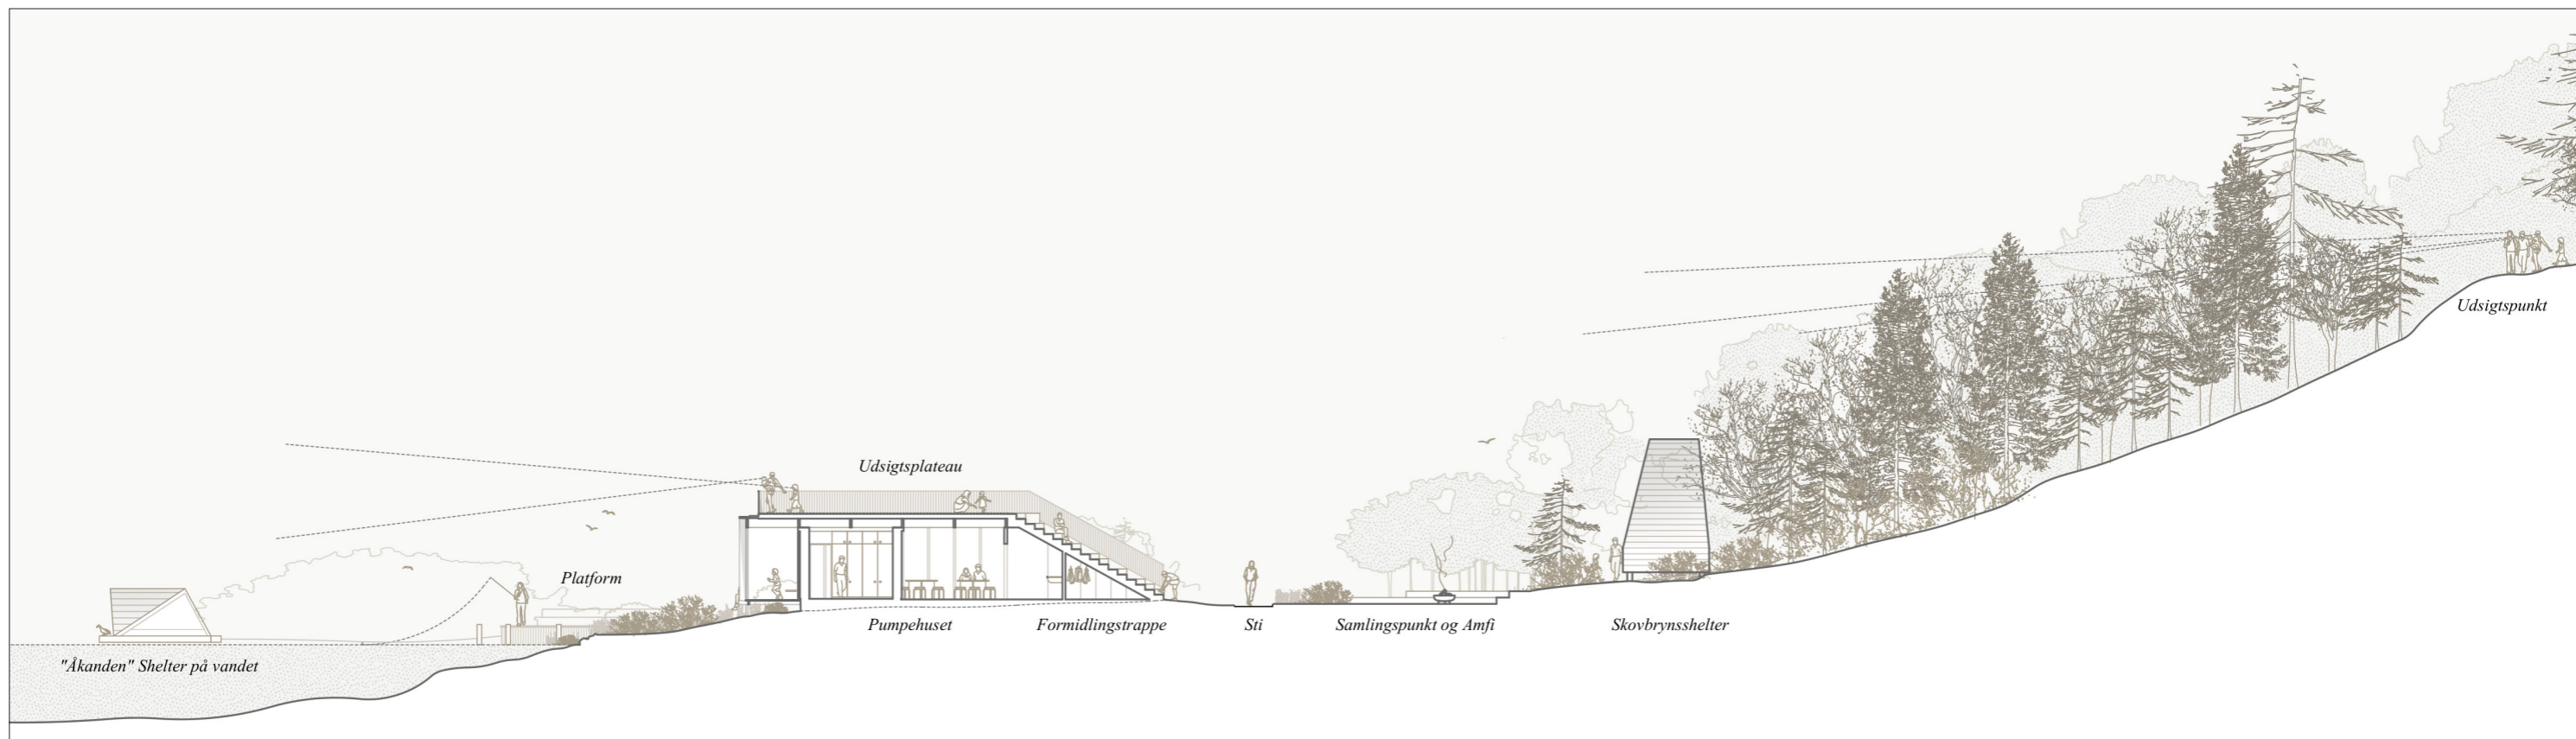 Udsigtspunkt
Udsigtsplateau
Platform
Pumpehuset
Formidlingstrappe
Sti
Samlingspunkt og Amfi
Skovbrynsshelter
"Åkanden" Shelter på vandet